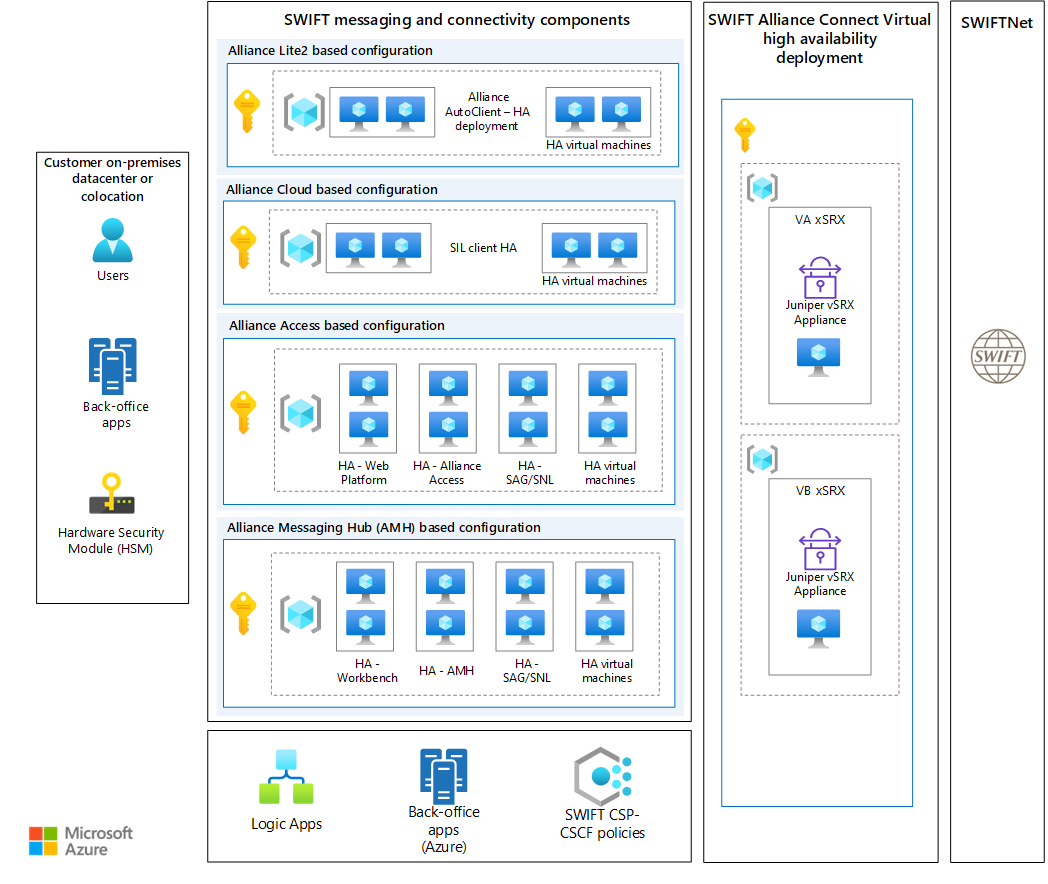 SWIFT messaging and connectivity components
SWIFT Alliance Connect Virtual
high availability
deployment
SWIFTNet
Customer on-premises
datacenter or
colocation
Users
Back-office
apps
Hardware Security
Module (HSM)
Alliance Lite2 based configuration
Alliance
AutoClient – HA
deployment
HA virtual machines
Alliance Cloud based configuration
SIL client HA
HA virtual machines
Alliance Access based configuration
HA - Web
Platform
HA - Alliance
Access
HA -
SAG/SNL
HA virtual
machines
Alliance Messaging Hub (AMH) based configuration
HA -
Workbench
HA - AMH
HA -
SAG/SNL
HA virtual
machines
VA xSRX
Juniper vSRX
Appliance
VB xSRX
Juniper vSRX
Appliance
SWIFT
Logic Apps
Back-office
apps
(Azure)
SWIFT CSP-
CSCF policies
Microsoft
Azure